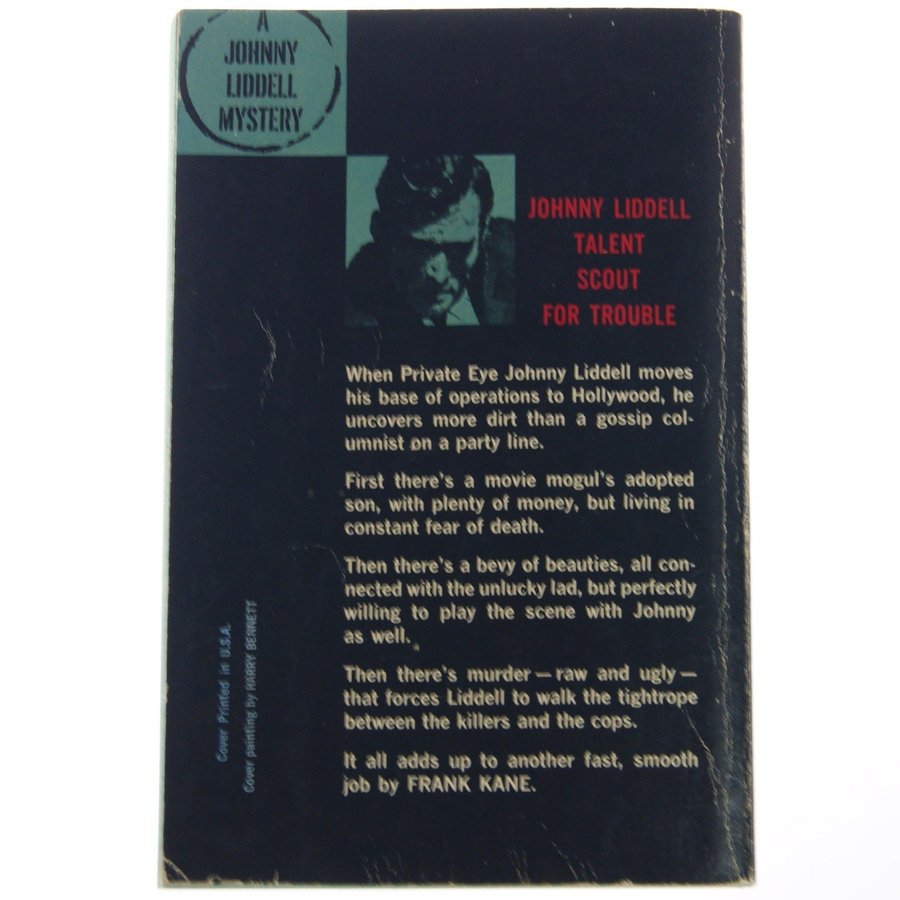 A
JOHNNY
LIDDELL
MYSTERY
JOHNNY LIDDELL
TALENT
SCOUT
FOR TROUBLE
When Private Eye Johnny Liddell moves
his base of operations to Hollywood, he
uncovers more dirt than a gossip col-
umnist on a party line.
First there's a movie mogul's adopted
son, with plenty of money, but living in
constant fear of death.
Then there's a bevy of beauties, all con-
nected with the unlucky lad, but perfectly
willing to play the scene with Johnny
as well.
Then there's murder — raw and ugly —
that forces Liddell to walk the tightrope
between the killers and the cops.
It all adds up to another fast, smooth
job by FRANK KANE.
Cover Printed in U.S.A.
Cover painting by HARRY BENNETT